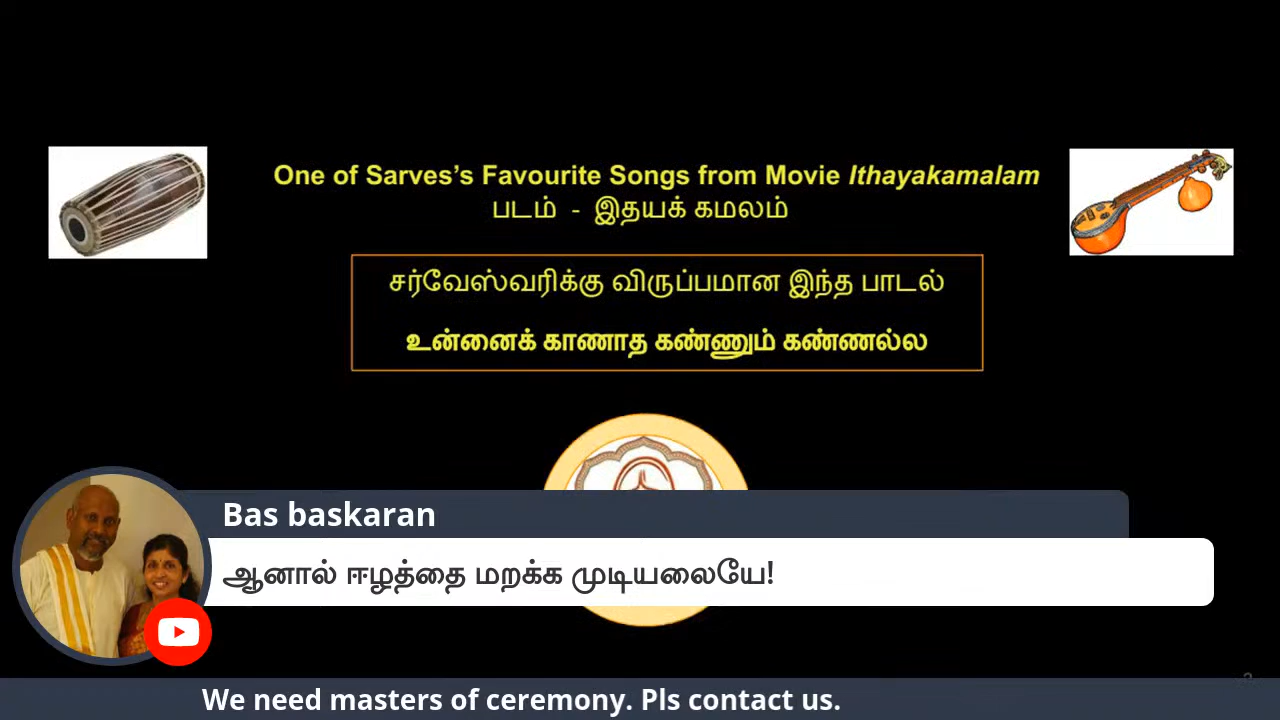 One of Sarves’s Favourite Songs from Movie Ithayakamalam
படம் - இதயக் கமலம்
சர்வேஸ்வரிக்கு விருப்பமான இந்த பாடல்
உன்னைக் காணாத கண்ணும் கண்ணல்ல
Bas baskaran
ஆனால் ஈழத்தை மறக்க முடியலையே!
We need masters of ceremony. Pls contact us.